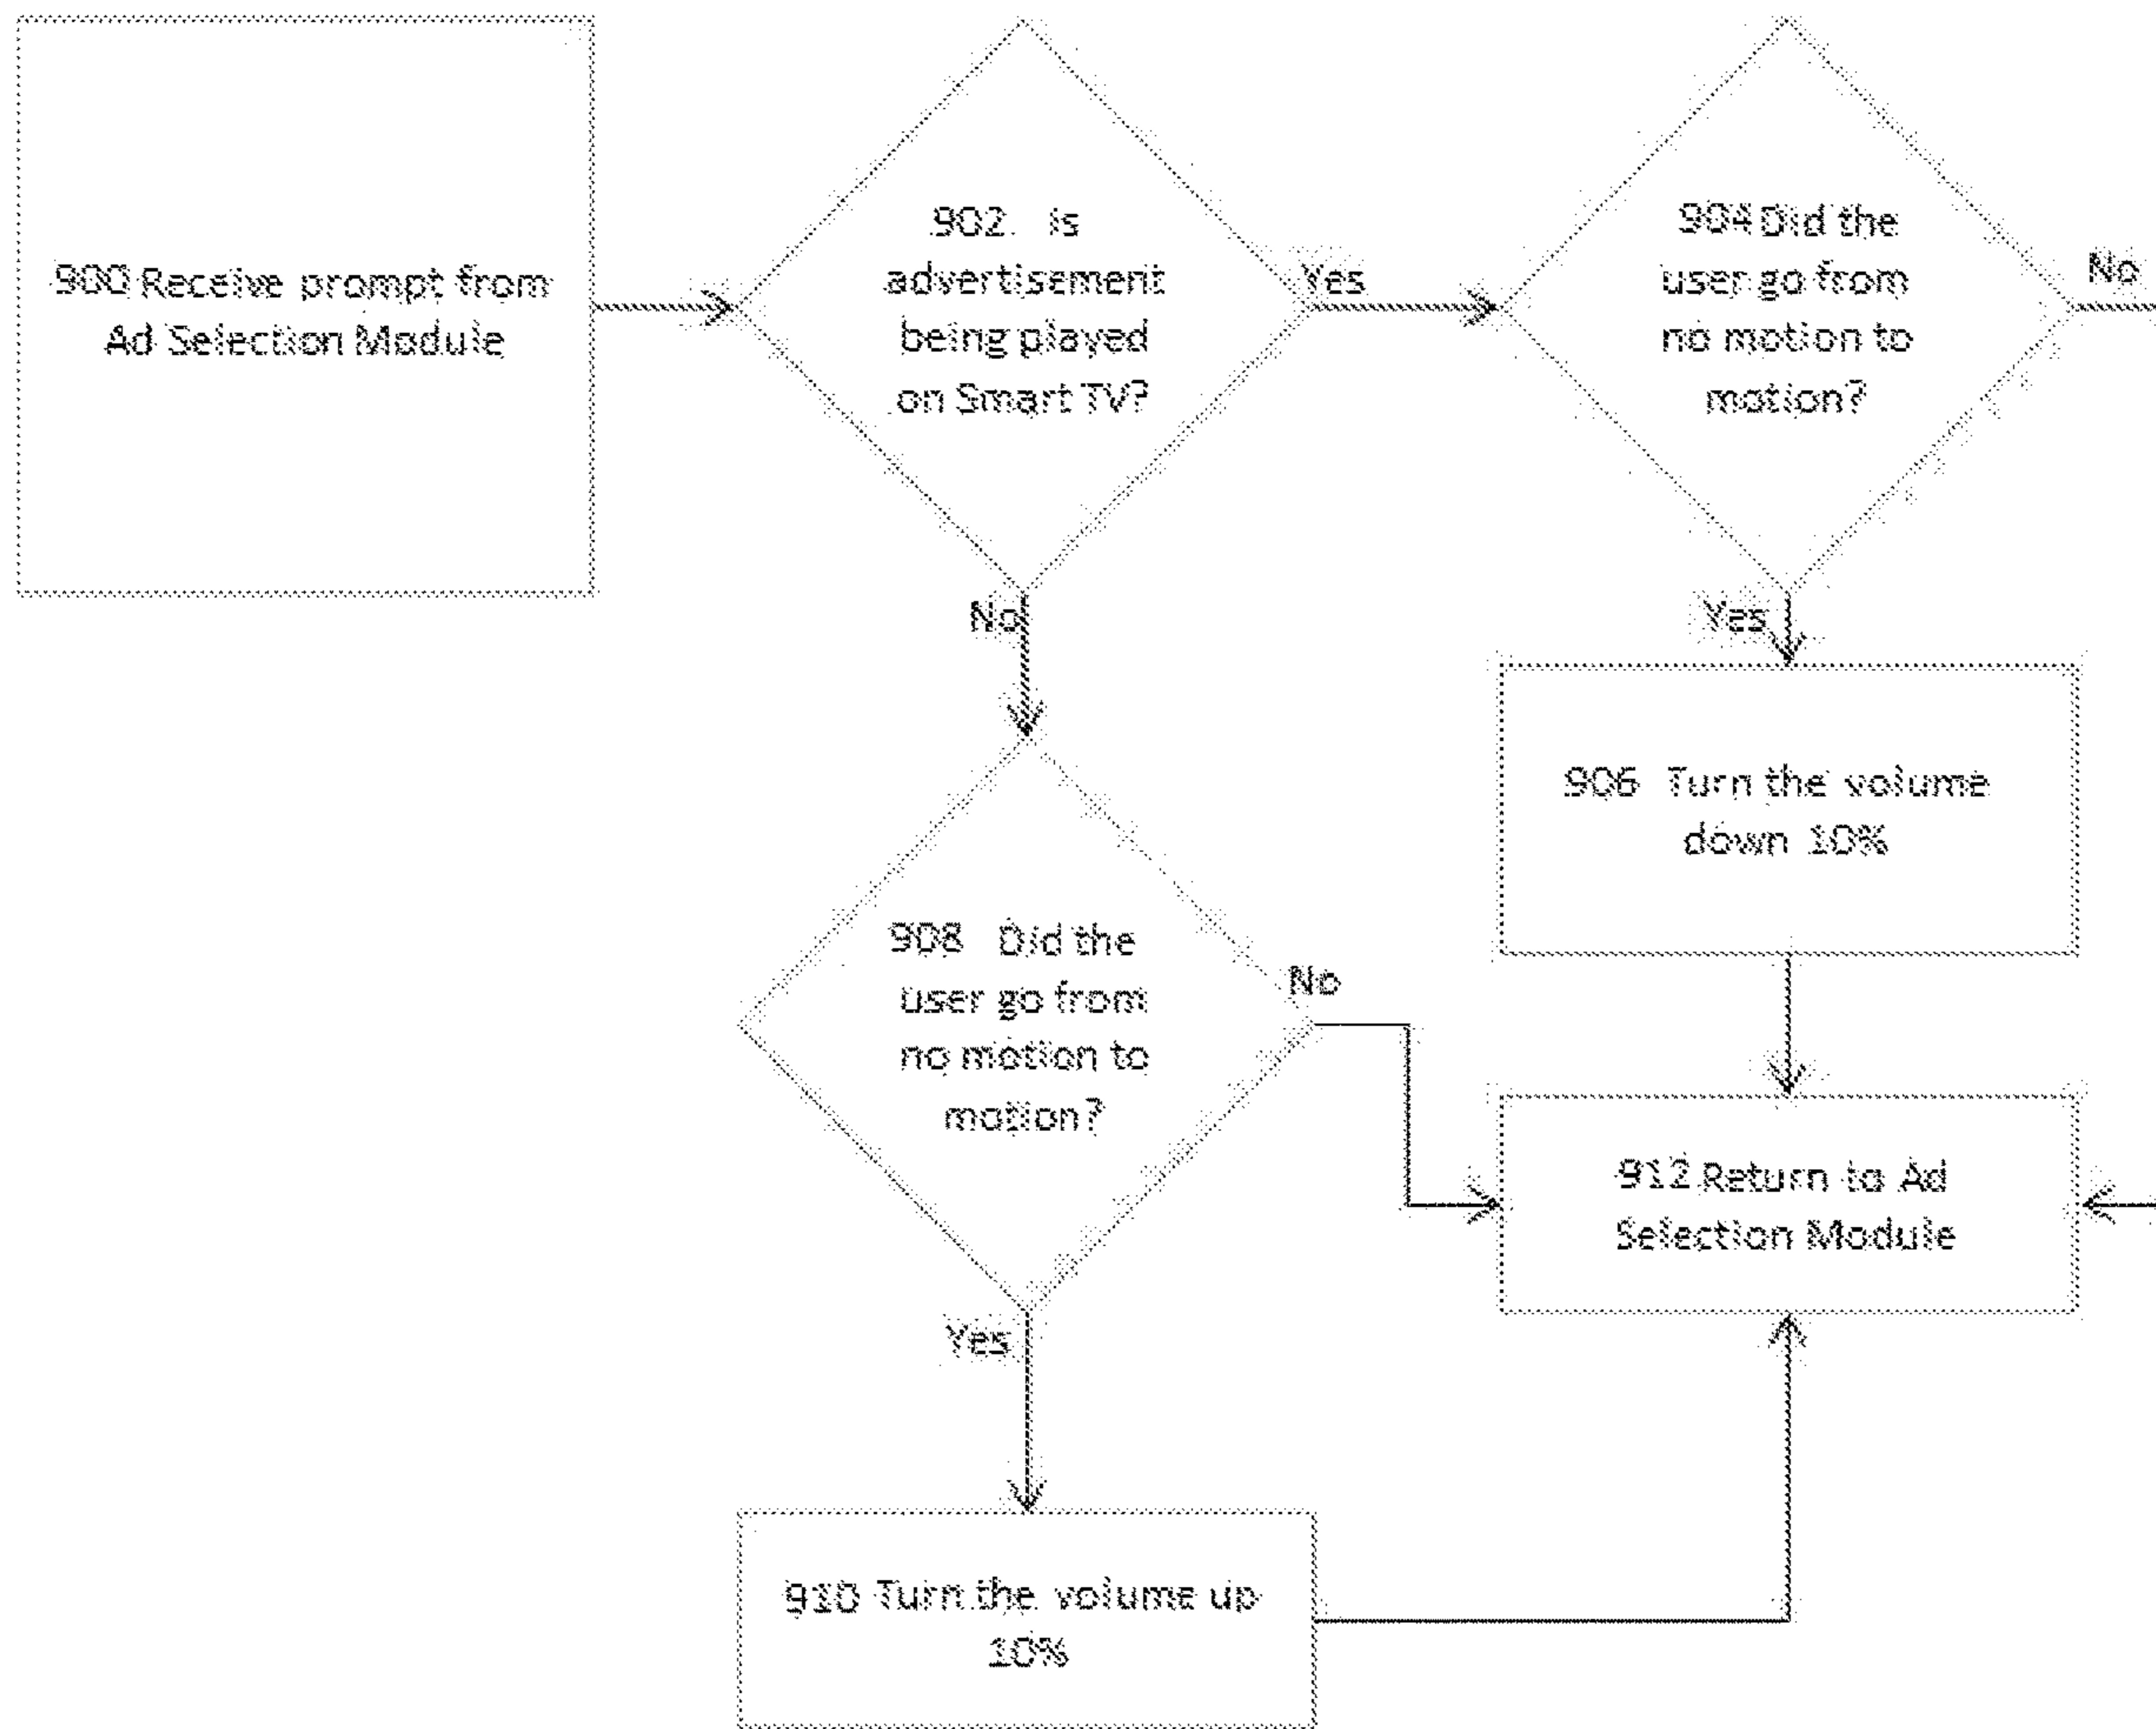 900 Receive prompt from
Ad Selection Module
902 Is
advertisement
being played
on Smart TV?
Yes
904 Did the
user go from
no motion to
motion?
No
No
Yes
906 Turn the volume
down 10%
908 Did the
user go from
no motion to
motion?
No
912 Return to Ad
Selection Module
Yes
910 Turn the volume up
10%